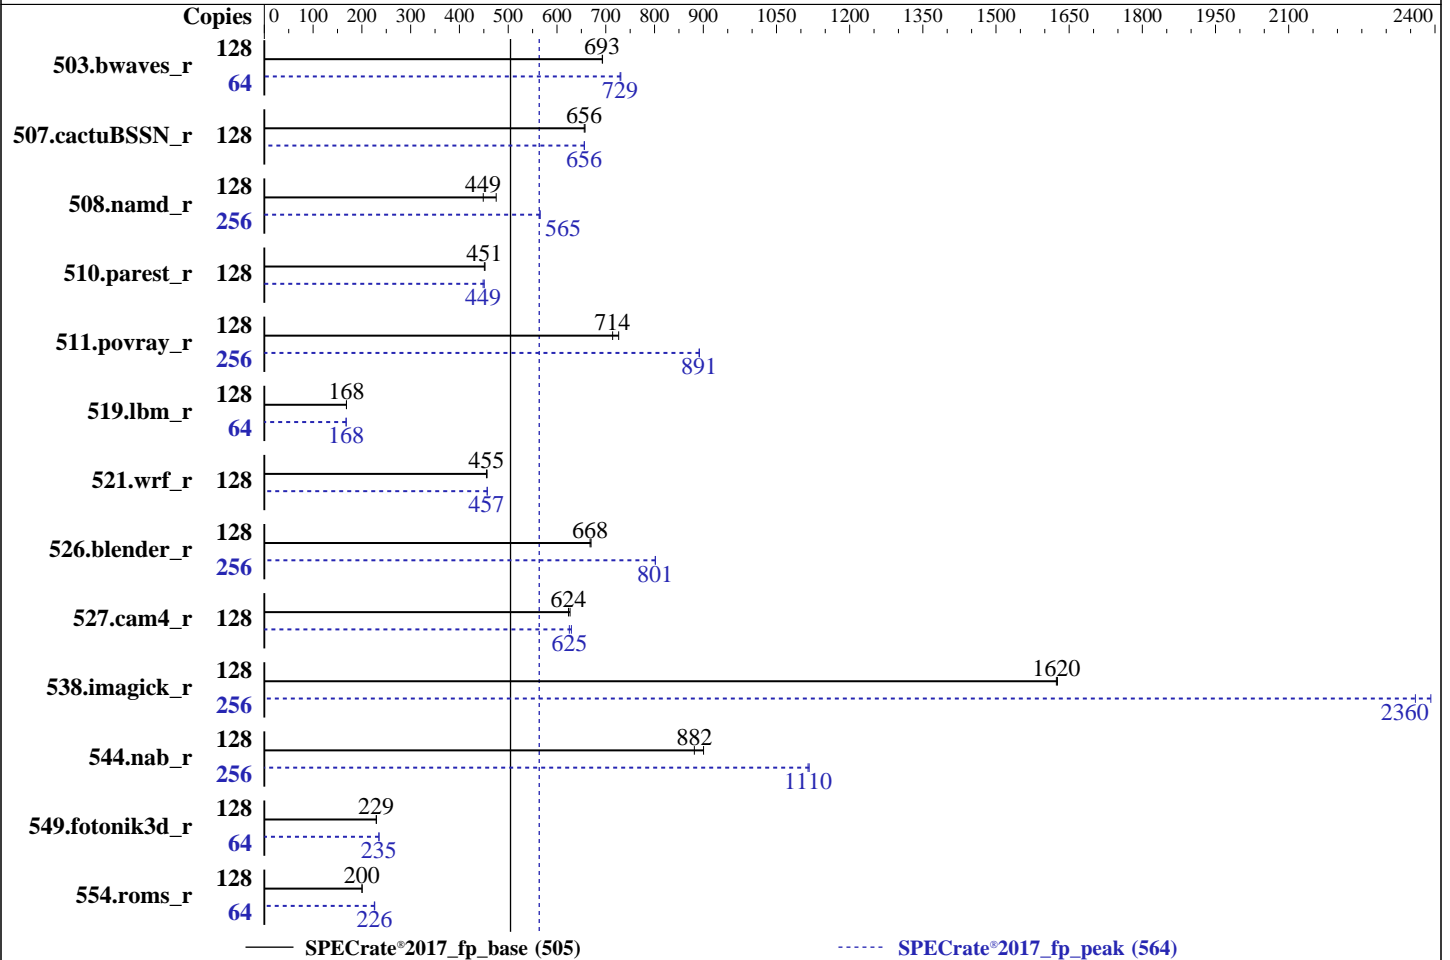 Copies 0 100 200 300 400 500 600 700 800 900 1050 1200 1350 1500 1650 1800 1950 2100 2400
503.bwaves_r 128 693
64 729
507.cactuBSSN_r 128 656
656
508.namd_r 128 449
256 565
510.parest_r 128 451
449
511.povray_r 128 714
256 891
519.lbm_r 128 168
64 168
521.wrf_r 128 455
457
526.blender_r 128 668
256 801
527.cam4_r 128 624
625
538.imagick_r 128 1620
256 2360
544.nab_r 128 882
256 1110
549.fotonik3d_r 128 229
64 235
554.roms_r 128 200
64 226
SPECrate®2017_fp_base (505) SPECrate®2017_fp_peak (564)